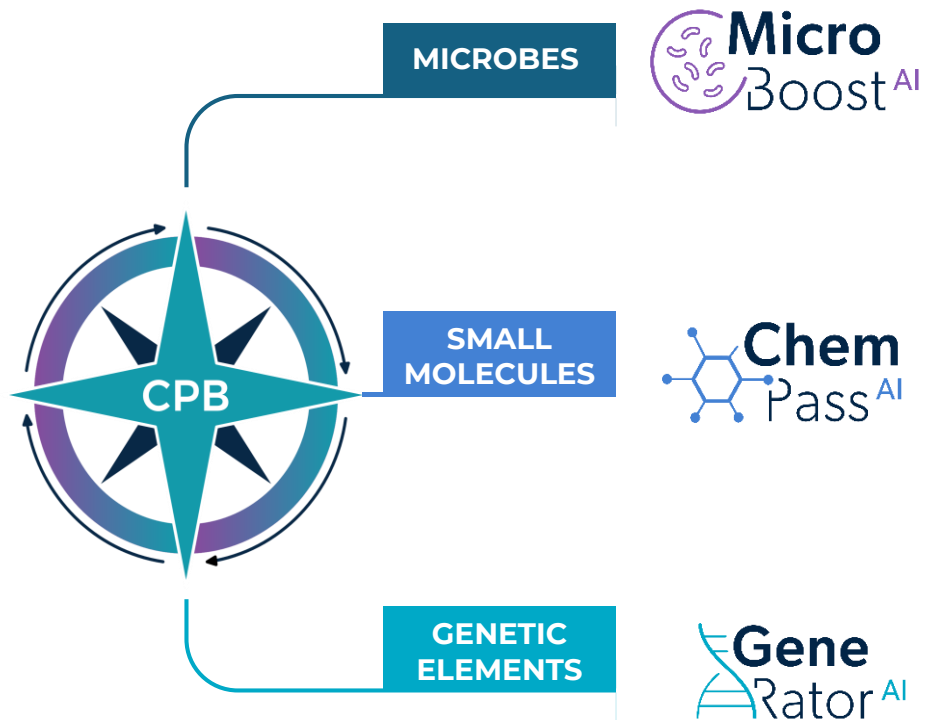 MICROBES
Micro
Boost AI
CPB
SMALL
MOLECULES
Chem
Pass AI
GENETIC
ELEMENTS
Gene
Rator AI